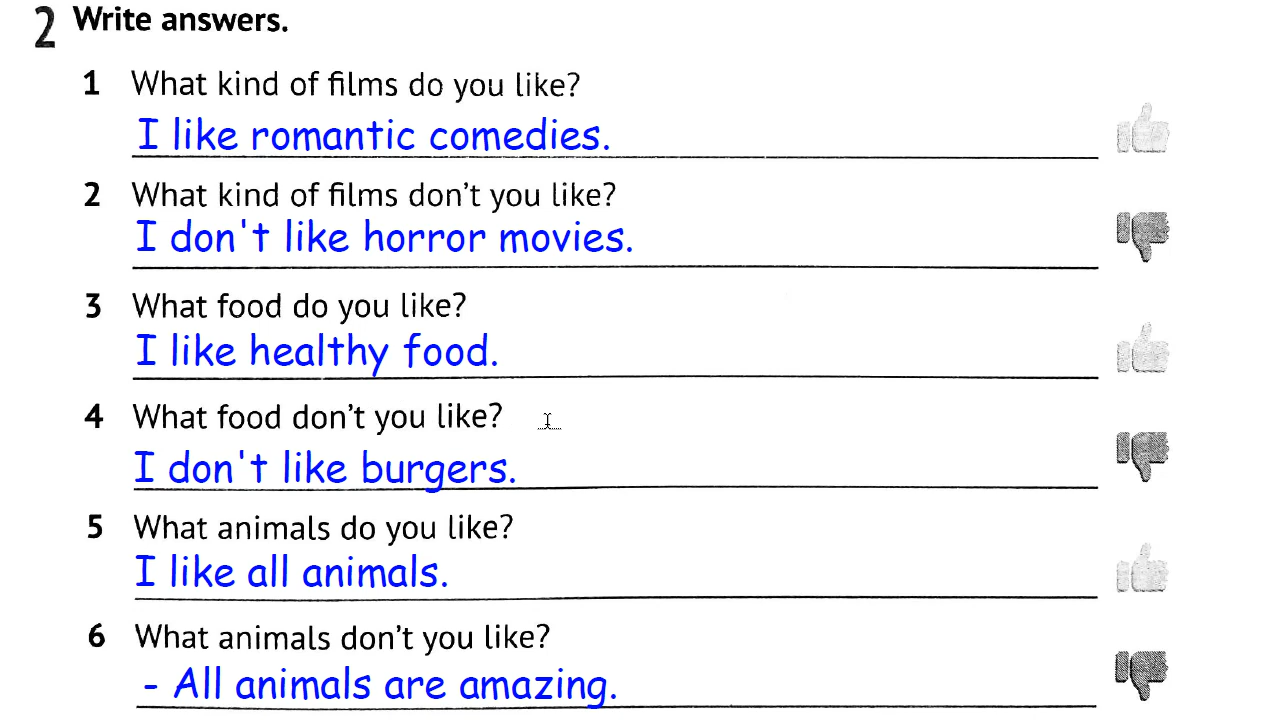 2 Write answers.
1 What kind of films do you like?
I like romantic comedies.
2 What kind of films don't you like?
I don't like horror movies.
3 What food do you like?
I like healthy food.
4 What food don't you like?
I don't like burgers.
5 What animals do you like?
I like all animals.
6 What animals don't you like?
- All animals are amazing.